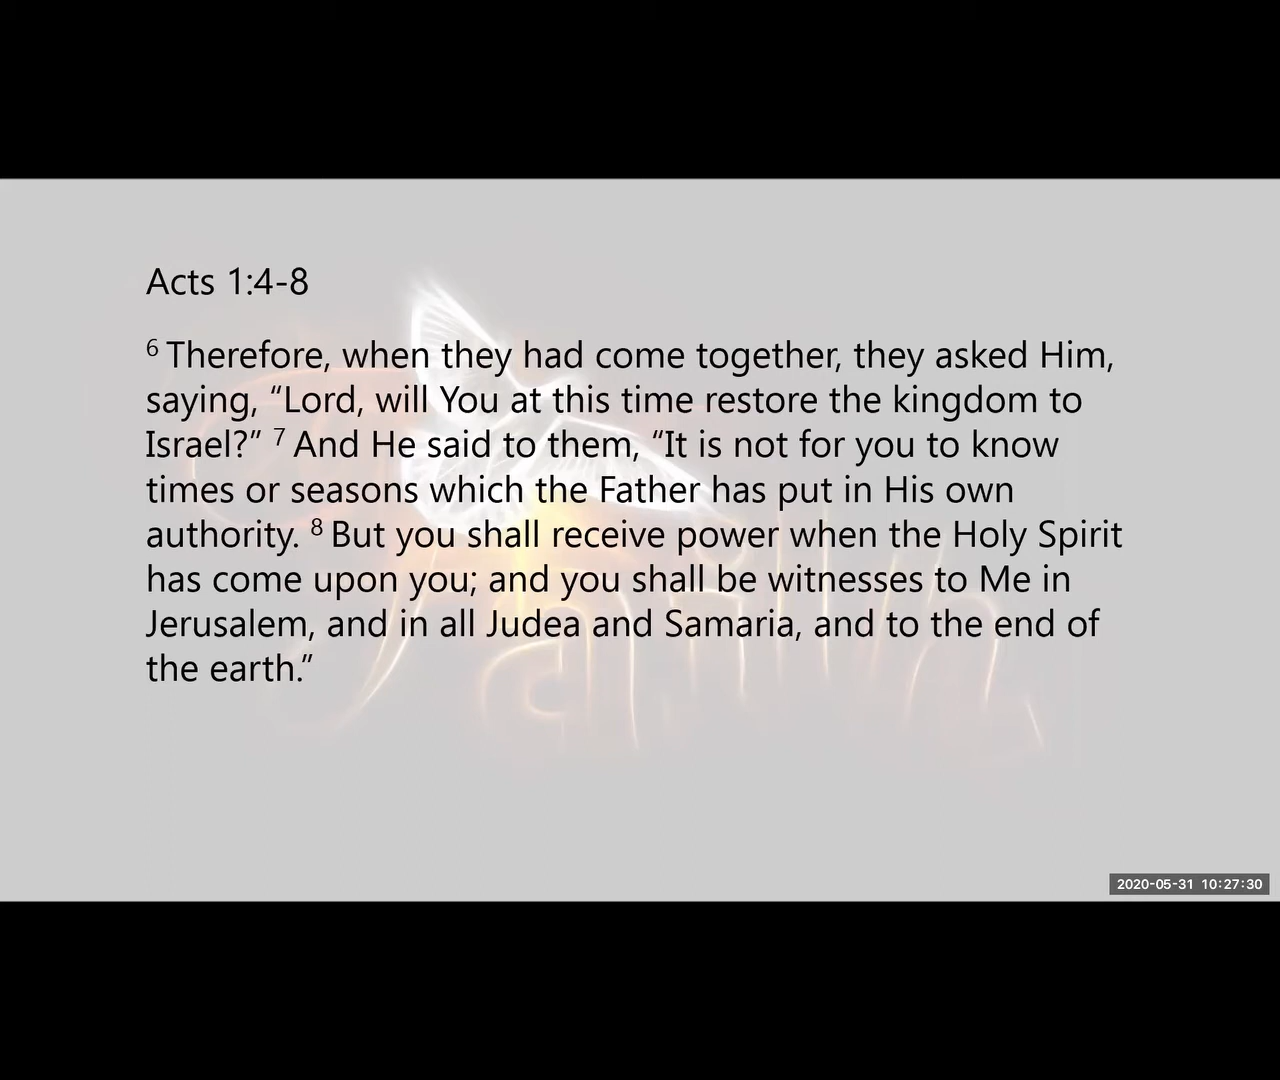 Acts 1:4-8
6 Therefore, when they had come together, they asked Him,
saying, “Lord, will You at this time restore the kingdom to
Israel?” 7 And He said to them, “It is not for you to know
times or seasons which the Father has put in His own
authority. 8 But you shall receive power when the Holy Spirit
has come upon you; and you shall be witnesses to Me in
Jerusalem, and in all Judea and Samaria, and to the end of
the earth.”
2020-05-31 10:27:30